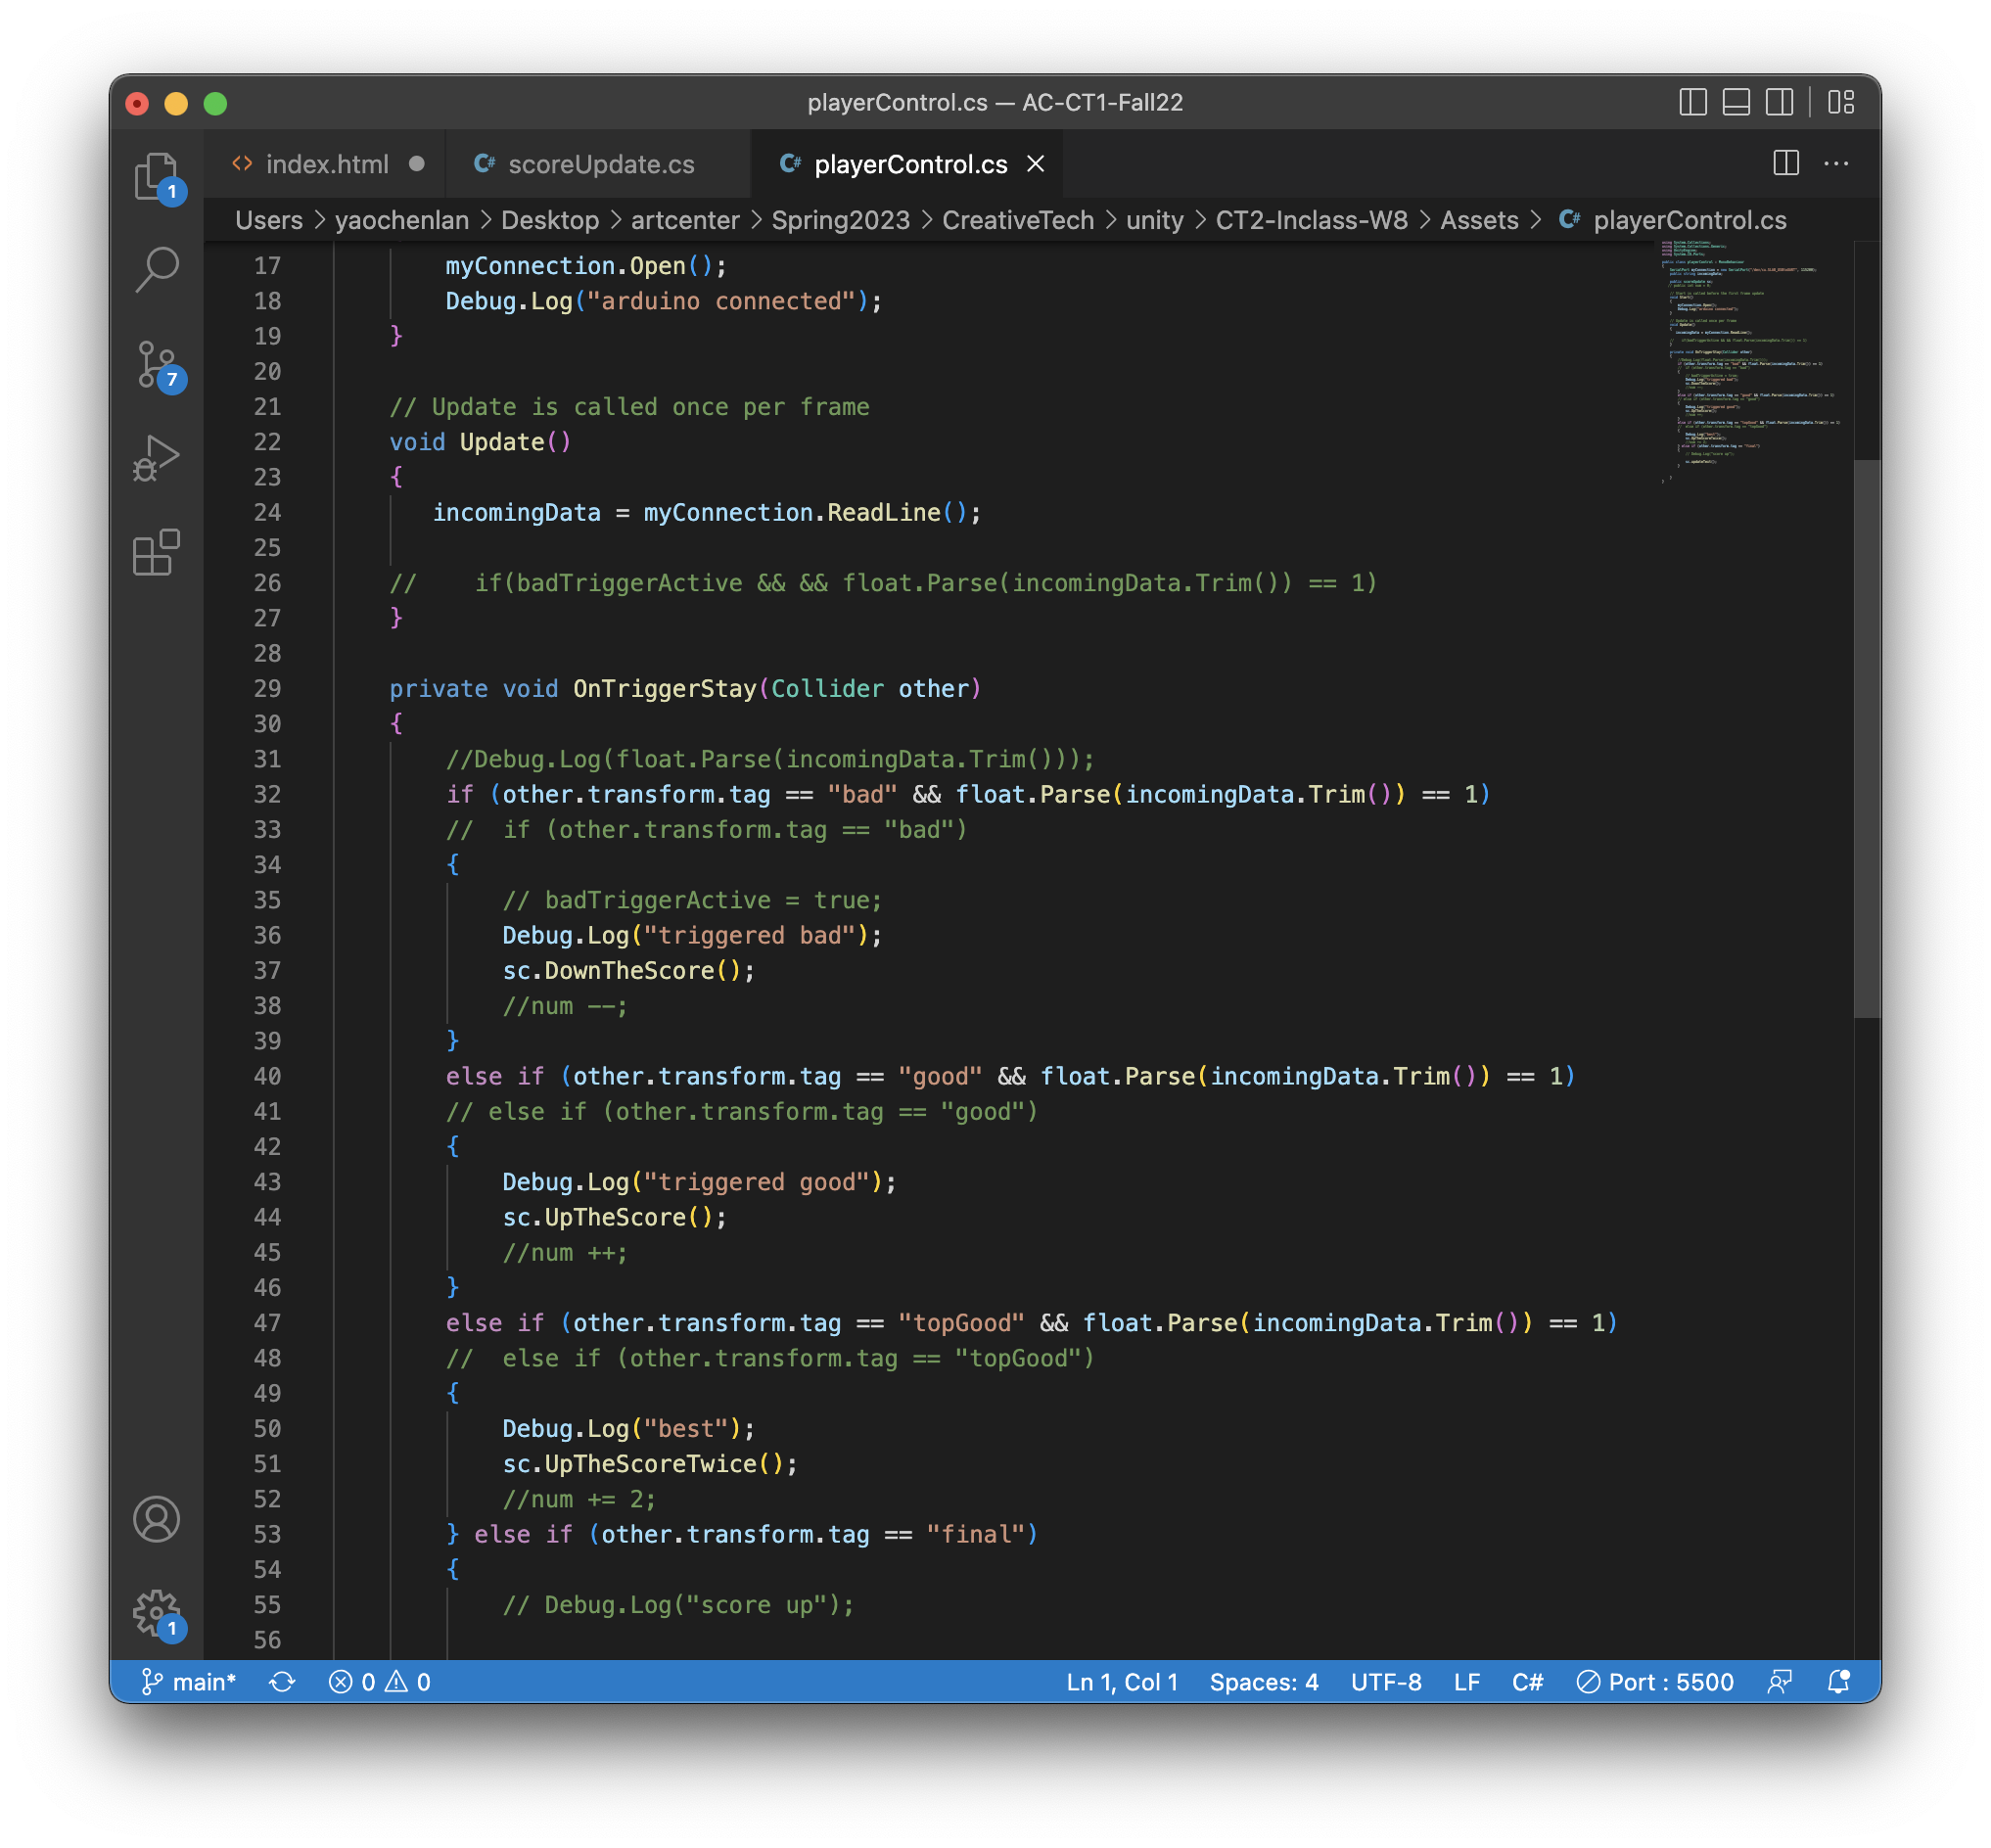 playerControl.cs — AC-CT1-Fall22
index.html
scoreUpdate.cs
playerControl.cs
Users > yaochenlan > Desktop > artcenter > Spring2023 > CreativeTech > unity > CT2-Inclass-W8 > Assets > playerControl.cs
1
7
1
17 myConnection.Open();
18 Debug.Log("arduino connected");
19 }
20
21 // Update is called once per frame
22 void Update()
23 {
24 incomingData = myConnection.ReadLine();
25
26 //    if(badTriggerActive && && float.Parse(incomingData.Trim()) == 1)
27 }
28
29 private void OnTriggerStay(Collider other)
30 {
31 //Debug.Log(float.Parse(incomingData.Trim()));
32 if (other.transform.tag == "bad" && float.Parse(incomingData.Trim()) == 1)
33 //  if (other.transform.tag == "bad")
34 {
35 // badTriggerActive = true;
36 Debug.Log("triggered bad");
37 sc.DownTheScore();
38 //num --;
39 }
40 else if (other.transform.tag == "good" && float.Parse(incomingData.Trim()) == 1)
41 // else if (other.transform.tag == "good")
42 {
43 Debug.Log("triggered good");
44 sc.UpTheScore();
45 //num ++;
46 }
47 else if (other.transform.tag == "topGood" && float.Parse(incomingData.Trim()) == 1)
48 //  else if (other.transform.tag == "topGood")
49 {
50 Debug.Log("best");
51 sc.UpTheScoreTwice();
52 //num += 2;
53 } else if (other.transform.tag == "final")
54 {
55 // Debug.Log("score up");
56
main* 0 0 Ln 1, Col 1 Spaces: 4 UTF-8 LF C# Port : 5500